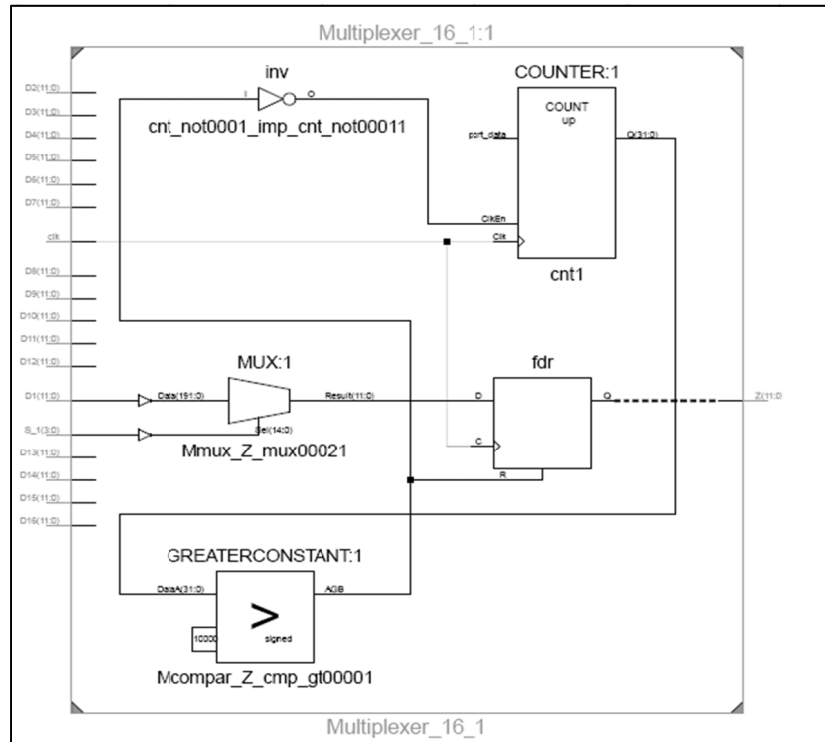 Multiplexer_16_1:1
inv
COUNTER:1
D2(11:0)
D3(11:0)
D4(11:0)
D5(11:0)
D6(11:0)
D7(11:0)
I
O
cnt_not0001_imp_cnt_not00011
COUNT
up
port_data
Q(31:0)
ClkEn
clk
Clk
cnt1
D8(11:0)
D9(11:0)
D10(11:0)
D11(11:0)
D12(11:0)
MUX:1
fdr
D1(11:0)
Data(191:0)
Result(11:0)
D
Q
Z(11:0)
S_1(3:0)
Sel(14:0)
C
Mmux_Z_mux00021
D13(11:0)
D14(11:0)
R
D15(11:0)
D16(11:0)
GREATERCONSTANT:1
DataA(31:0)
AGB
>
signed
10000
Mcompar_Z_cmp_gt00001
Multiplexer_16_1